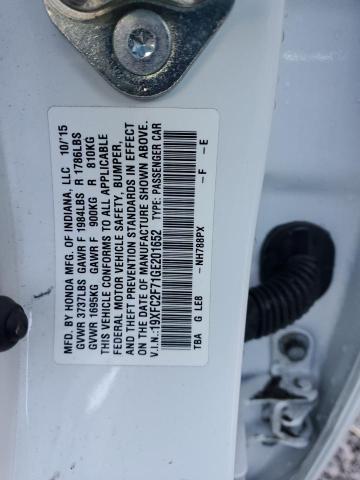 MFD BY HONDA MFG. OF INDIANA, LLC 10/'15
GVWR 3737LBS GAWR F 1984LBS R 1786LBS
GVWR 1695KG GAWR F 900KG R 810KG
THIS VEHICLE CONFORMS TO ALL APPLICABLE
FEDERAL MOTOR VEHICLE SAFETY, BUMPER,
AND THEFT PREVENTION STANDARDS IN EFFECT
ON THE DATE OF MANUFACTURE SHOWN ABOVE.
V.I.N.:19XFC2F71GE201652 TYPE: PASSENGER CAR
TBA G LE8 -NH788PX -F -E